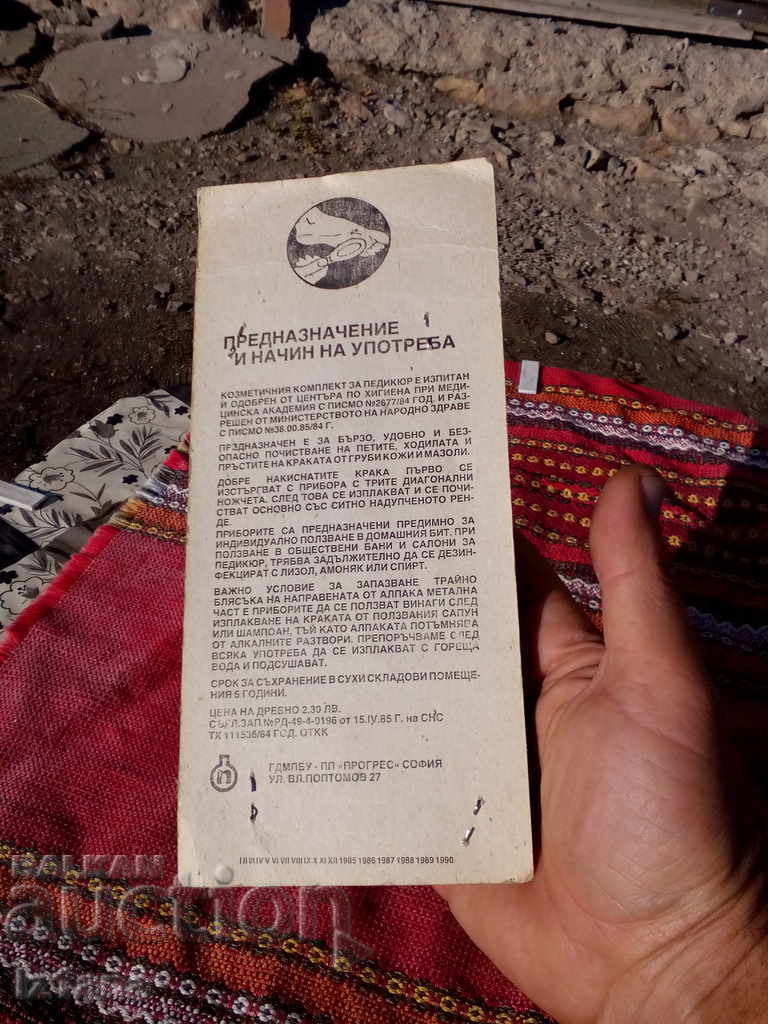 ПРЕДНАЗНАЧЕНИЕ
И НАЧИН НА УПОТРЕБА
КОЗМЕТИЧНИЯ КОМПЛЕКТ ЗА ПЕДИКЮР Е ИЗПИТАН
И ОДОБРЕН ОТ ЦЕНТЪРА ПО ХИГИЕНА ПРИ МЕДИ-
ЦИНСКА АКАДЕМИЯ С ПИСМО №2677/84 ГОД. И РАЗ-
РЕШЕН ОТ МИНИСТЕРСТВОТО НА НАРОДНО ЗДРАВЕ
С ПИСМО №38.00.85/84 Г.
ПРЕДНАЗНАЧЕН Е ЗА БЪРЗО, УДОБНО И БЕЗ-
ОПАСНО ПОЧИСТВАНЕ НА ПЕТИТЕ, ХОДИЛАТА И
ПРЪСТИТЕ НА КРАКАТА ОТ ГРУБИ КОЖИ И МАЗОЛИ.
ДОБРЕ НАКИСНАТИТЕ КРАКА ПЪРВО СЕ
ИЗСТЪРГВАТ С ПРИБОРА С ТРИТЕ ДИАГОНАЛНИ
НОЖЧЕТА. СЛЕД ТОВА СЕ ИЗПЛАКВАТ И СЕ ПОЧИ-
СТВАТ ОСНОВНО СЪС СИТНО НАДУПЧЕНОТО РЕН-
ДЕ.
ПРИБОРИТЕ СА ПРЕДНАЗНАЧЕНИ ПРЕДИМНО ЗА
ИНДИВИДУАЛНО ПОЛЗВАНЕ В ДОМАШНИЯ БИТ. ПРИ
ПОЛЗВАНЕ В ОБЩЕСТВЕНИ БАНИ И САЛОНИ ЗА
ПЕДИКЮР, ТРЯБВА ЗАДЪЛЖИТЕЛНО ДА СЕ ДЕЗИН-
ФЕКЦИРАТ С ЛИЗОЛ, АМОНЯК ИЛИ СПИРТ.
ВАЖНО УСЛОВИЕ ЗА ЗАПАЗВАНЕ ТРАЙНО
БЛЯСЪКА НА НАПРАВЕНАТА ОТ АЛПАКА МЕТАЛНА
ЧАСТ Е ПРИБОРИТЕ ДА СЕ ПОЛЗВАТ ВИНАГИ СЛЕД
ИЗПЛАКВАНЕ НА КРАКАТА ОТ ПОЛЗВАНИЯ САПУН
ИЛИ ШАМПОАН, ТЪЙ КАТО АЛПАКАТА ПОТЪМНЯВА
ОТ АЛКАЛНИТЕ РАЗТВОРИ. ПРЕПОРЪЧВАМЕ СЛЕД
ВСЯКА УПОТРЕБА ДА СЕ ИЗПЛАКВАТ С ГОРЕЩА
ВОДА И ПОДСУШАВАТ.
СРОК ЗА СЪХРАНЕНИЕ В СУХИ СКЛАДОВИ ПОМЕЩЕ-
НИЯ 5 ГОДИНИ.
ЦЕНА НА ДРЕБНО 2,30 ЛВ.
СЪГЛ.ЗАП.№РД-49-4-0196 от 15.IV.85 Г. на СНС
ТХ 111536/84 ГОД. ОТКК
ГДМПБУ - ПП «ПРОГРЕС» СОФИЯ
УЛ. ВЛ.ПОПТОМОВ 27
I II III IV V VI VII VIII IX X XI XII 1985 1986 1987 1988 1989 1990
BALKAN
auction